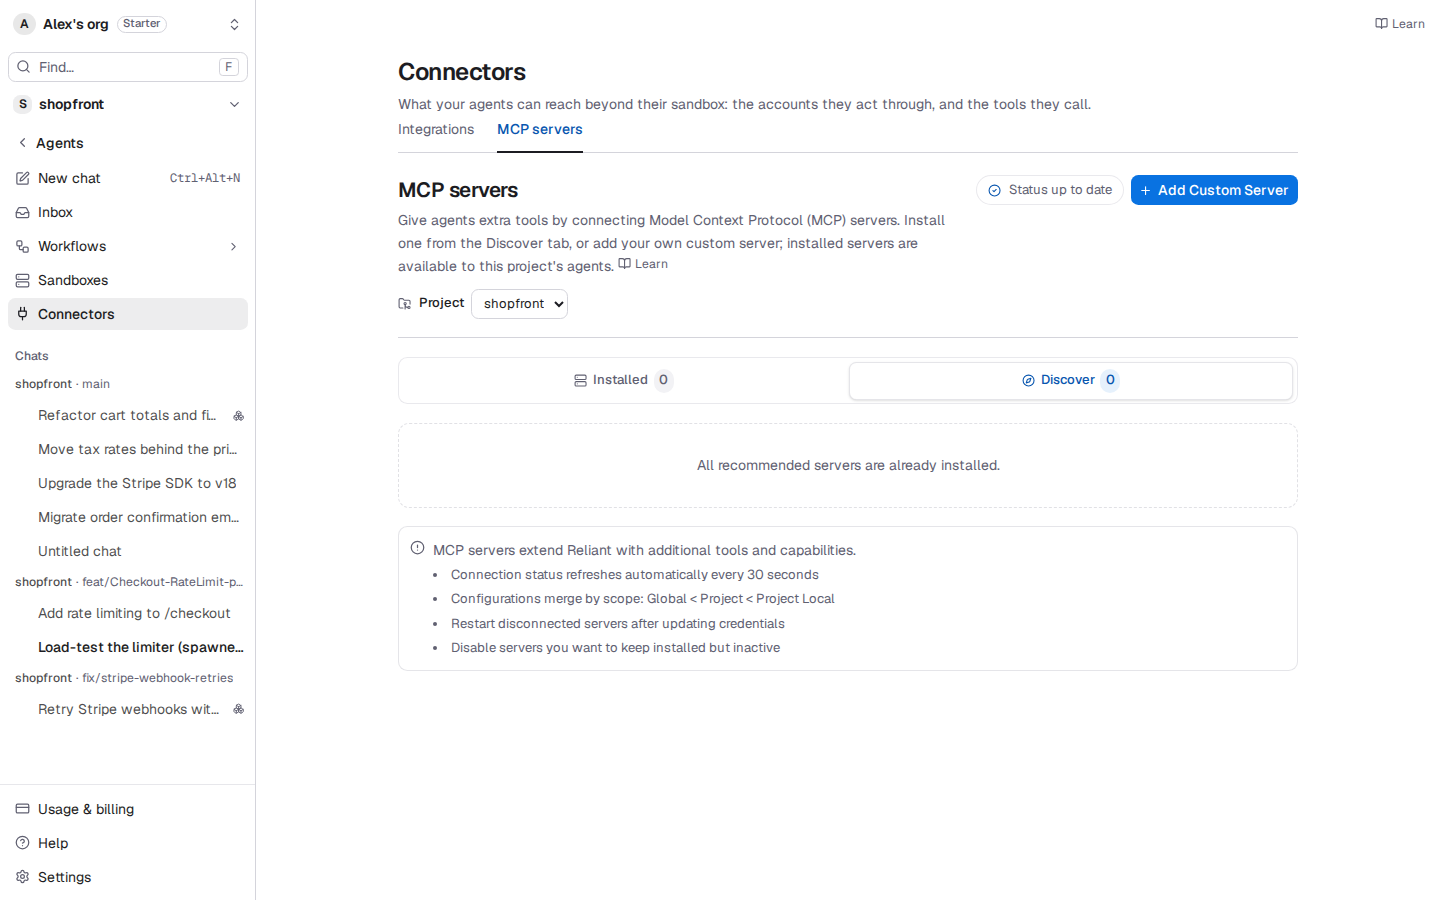 A Alex's org Starter
Find... F
S shopfront
Agents
New chat Ctrl+Alt+N
Inbox
Workflows
Sandboxes
Connectors
Chats
shopfront · main
Refactor cart totals and fi...
Move tax rates behind the pri...
Upgrade the Stripe SDK to v18
Migrate order confirmation em...
Untitled chat
shopfront · feat/Checkout-RateLimit-p...
Add rate limiting to /checkout
Load-test the limiter (spawne...
shopfront · fix/stripe-webhook-retries
Retry Stripe webhooks wit...
Usage & billing
Help
Settings
Learn
Connectors
What your agents can reach beyond their sandbox: the accounts they act through, and the tools they call.
Integrations MCP servers
MCP servers
Status up to date
+ Add Custom Server
Give agents extra tools by connecting Model Context Protocol (MCP) servers. Install
one from the Discover tab, or add your own custom server; installed servers are
available to this project's agents. Learn
Project shopfront
Installed 0
Discover 0
All recommended servers are already installed.
MCP servers extend Reliant with additional tools and capabilities.
• Connection status refreshes automatically every 30 seconds
• Configurations merge by scope: Global < Project < Project Local
• Restart disconnected servers after updating credentials
• Disable servers you want to keep installed but inactive